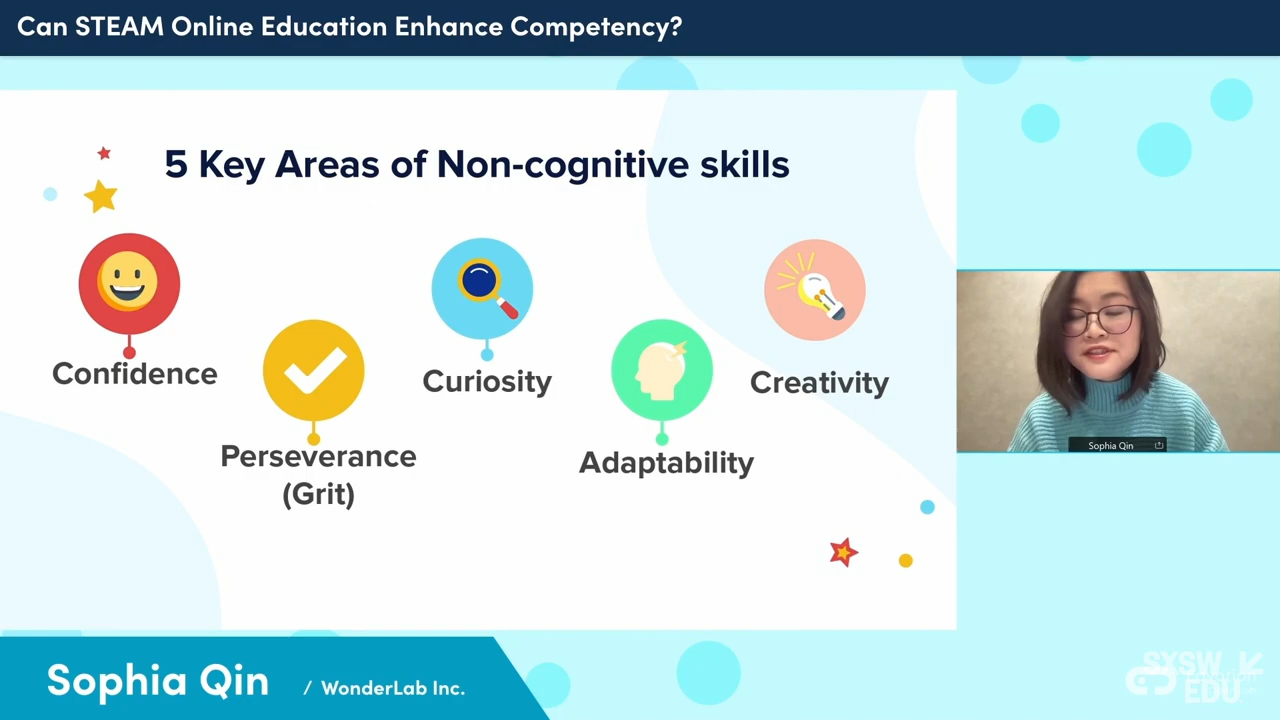 Can STEAM Online Education Enhance Competency?
5 Key Areas of Non-cognitive skills
Confidence
Perseverance
(Grit)
Curiosity
Adaptability
Creativity
Sophia Qin
Sophia Qin / WonderLab Inc.
SXSW
EDU